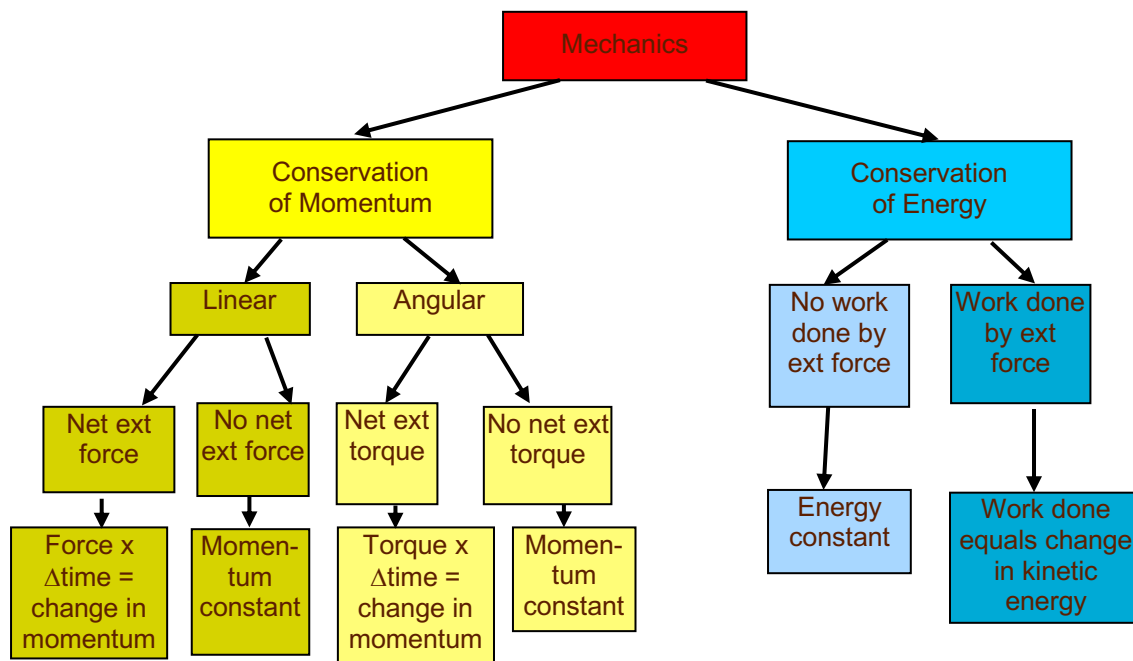 Mechanics
Conservation
of Momentum
Conservation
of Energy
Linear
Angular
No work
done by
ext force
Work done
by ext
force
Net ext
force
No net
ext force
Net ext
torque
No net ext
torque
Force x
∆time =
change in
momentum
Momen-
tum
constant
Torque x
∆time =
change in
momentum
Momen-
tum
constant
Energy
constant
Work done
equals change
in kinetic
energy